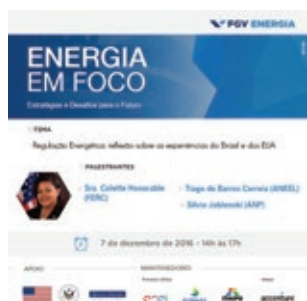 FGV ENERGIA
ENERGIA
EM FOCO
Estratégias e Desafios para o Futuro
TEMA
Regulação Energética: reflexão sobre as experiências do Brasil e dos EUA
PALESTRANTES
- Sra. Colette Honorable
(FERC)
- Tiago de Barros Correia (ANEEL)
- Silvio Jablonski (ANP)
7 de dezembro de 2016 - 14h às 17h
APOIO
MANTENEDORES
accenture